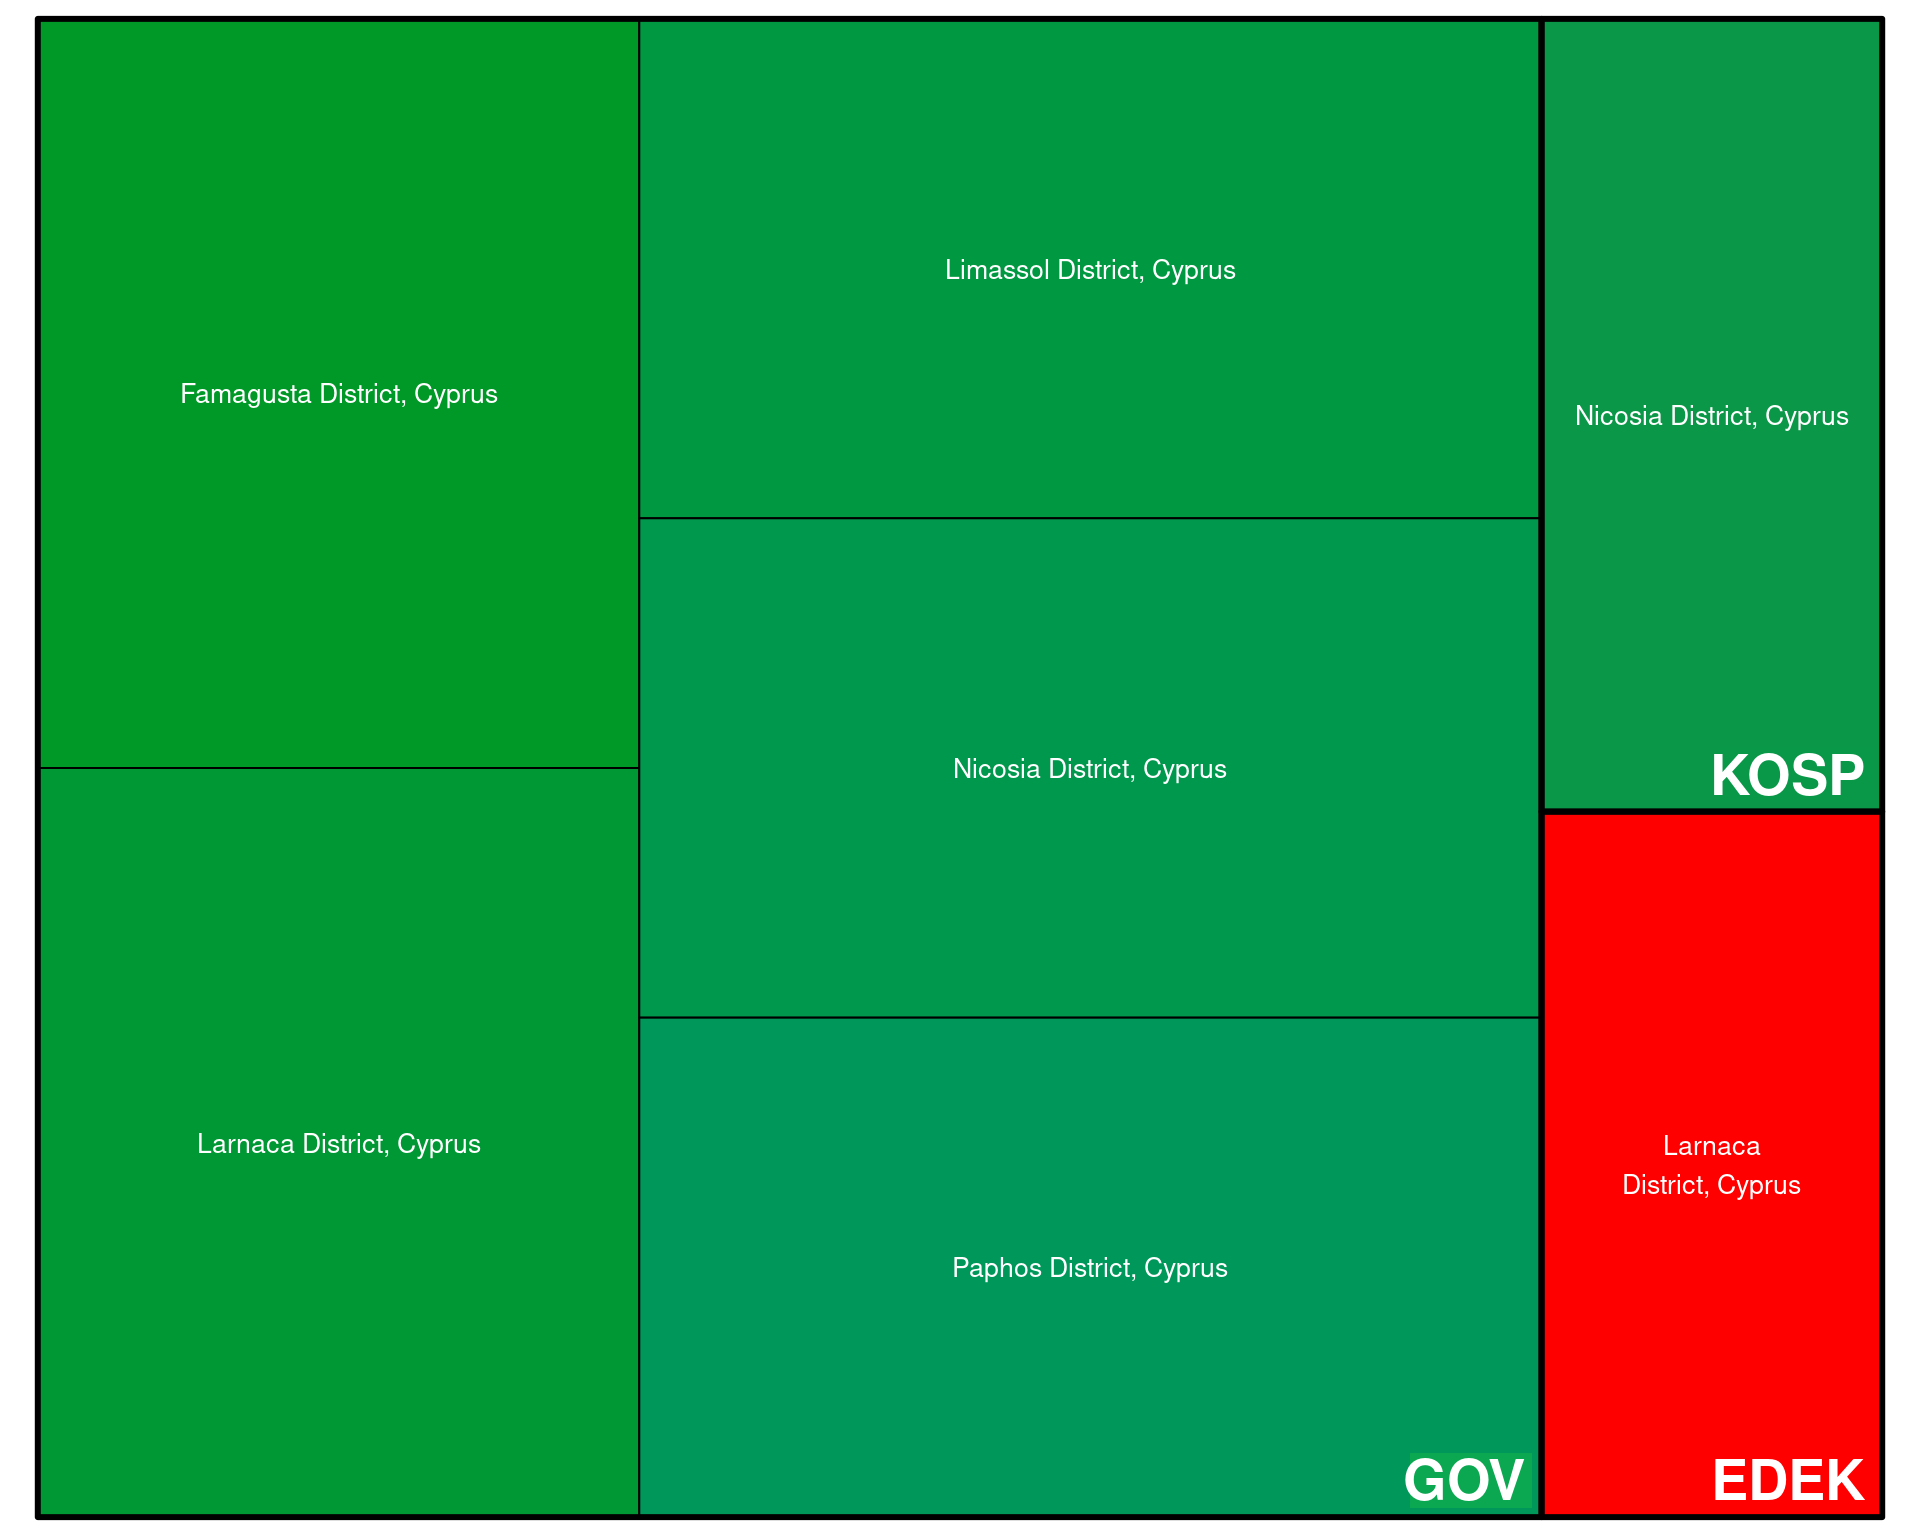 Famagusta District, Cyprus
Larnaca District, Cyprus
Limassol District, Cyprus
Nicosia District, Cyprus
Paphos District, Cyprus
GOV
Nicosia District, Cyprus
KOSP
Larnaca
District, Cyprus
EDEK